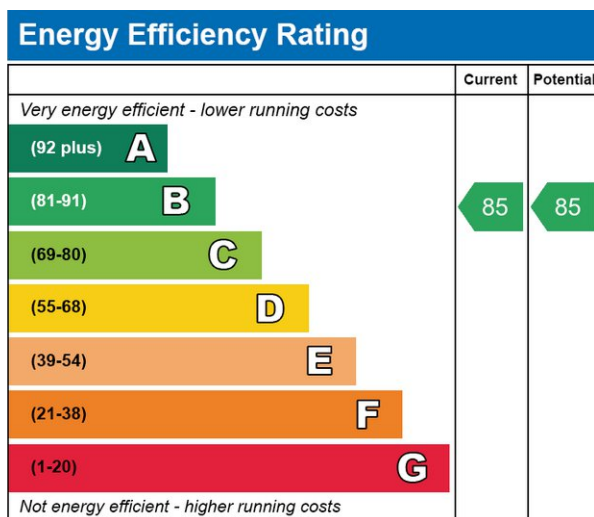 Energy Efficiency Rating
Current Potential
Very energy efficient - lower running costs
(92 plus) A
(81-91) B 85 85
(69-80) C
(55-68) D
(39-54) E
(21-38) F
(1-20) G
Not energy efficient - higher running costs